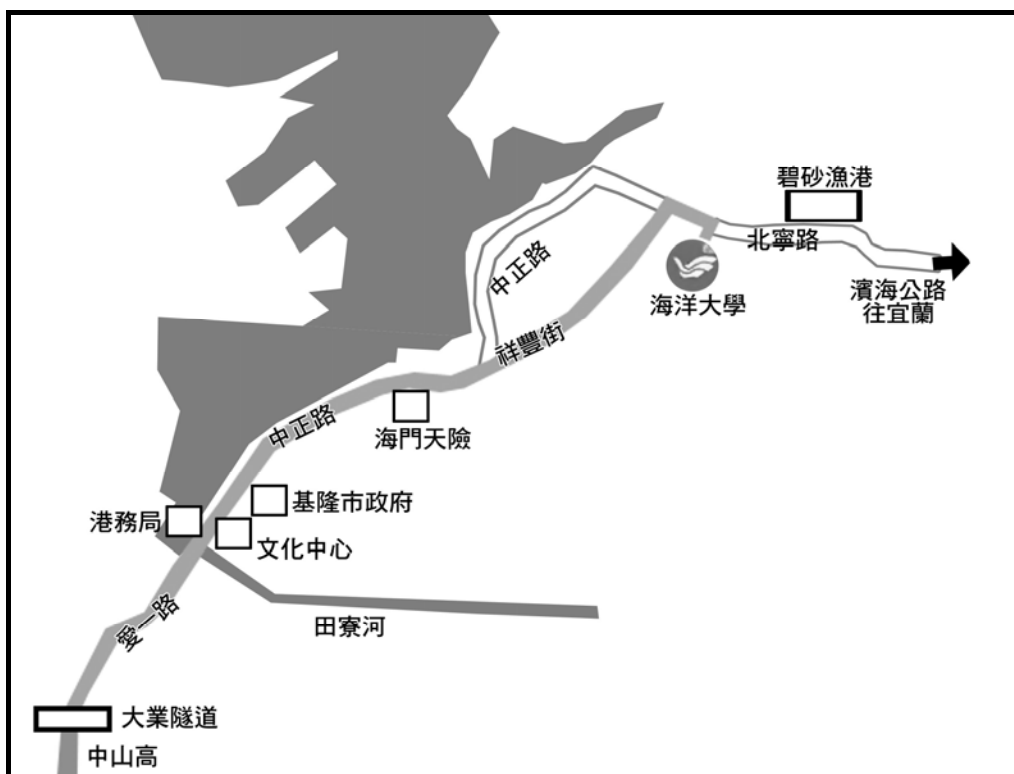 碧砂漁港
北寧路
中正路
海洋大學
濱海公路
往宜蘭
祥豐街
中正路
海門天險
基隆市政府
港務局
文化中心
愛一路
田寮河
大業隧道
中山高